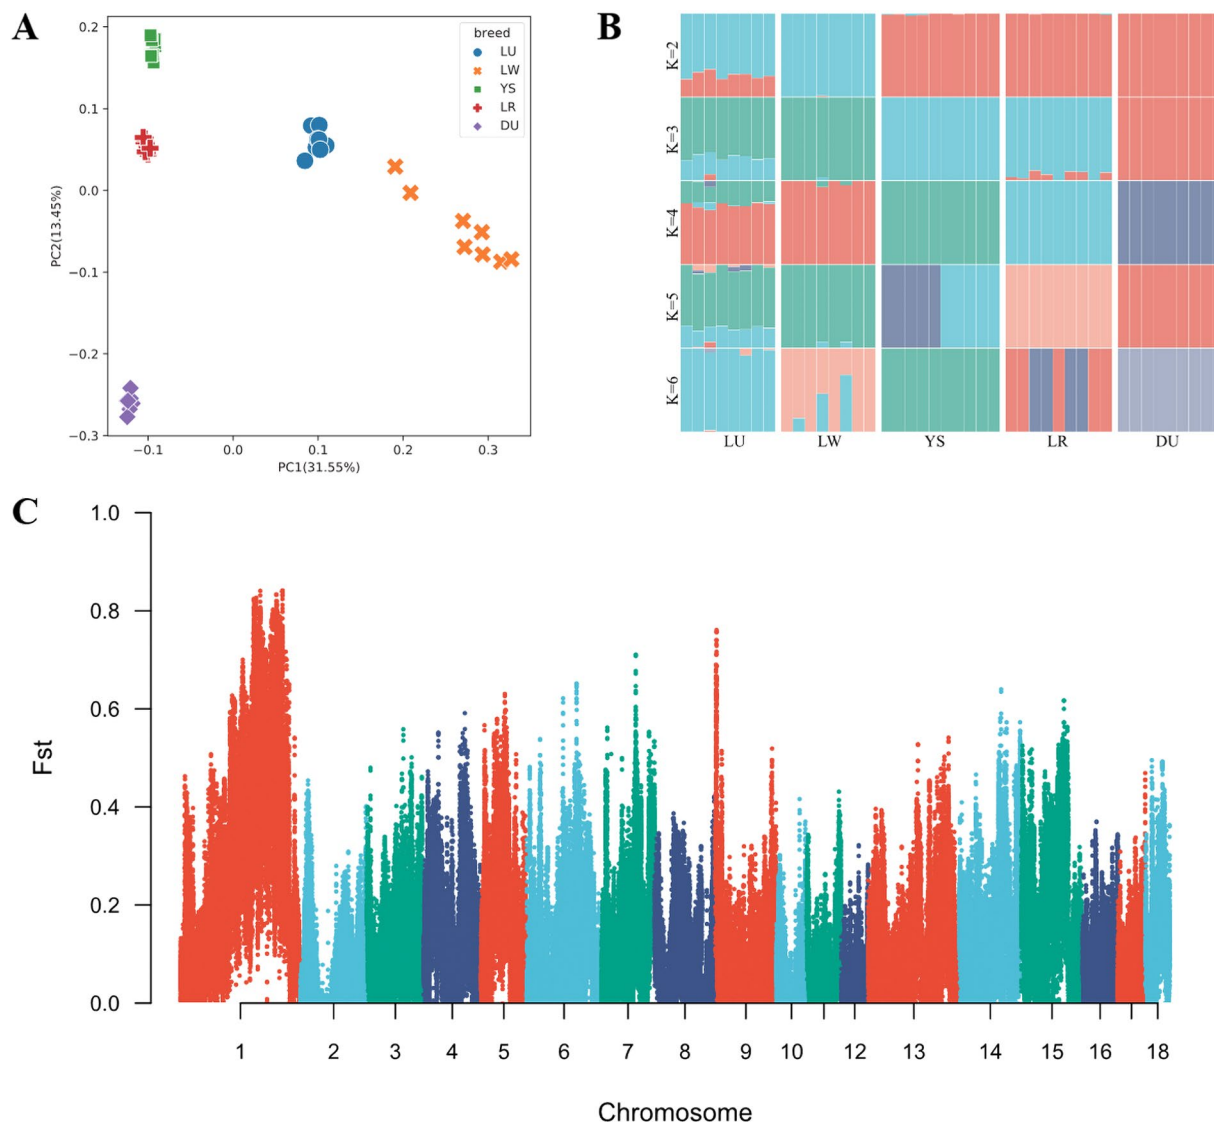 A
breed
LU
LW
YS
LR
DU
0.2
0.1
0.0
−0.1
−0.2
−0.3
PC2(13.45%)
−0.1
0.0
0.1
0.2
0.3
PC1(31.55%)
B
K=2
K=3
K=4
K=5
K=6
LU
LW
YS
LR
DU
C
1.0
0.8
0.6
0.4
0.2
0.0
Fst
1 2 3 4 5 6 7 8 9 10 12 13 14 15 16 18
Chromosome